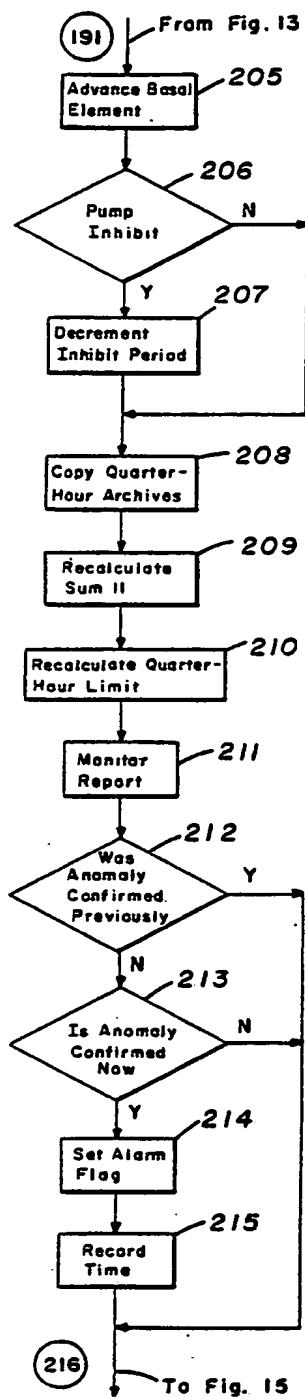 191
From Fig. 13
Advance Basal
Element
205
206
Pump
Inhibit
N
Y
207
Decrement
Inhibit Period
208
Copy Quarter-
Hour Archives
209
Recalculate
Sum II
210
Recalculate Quarter-
Hour Limit
211
Monitor
Report
212
Was
Anomaly
Confirmed
Previously
Y
N
213
Is Anomaly
Confirmed
Now
N
Y
214
Set Alarm
Flag
215
Record
Time
216
To Fig. 15